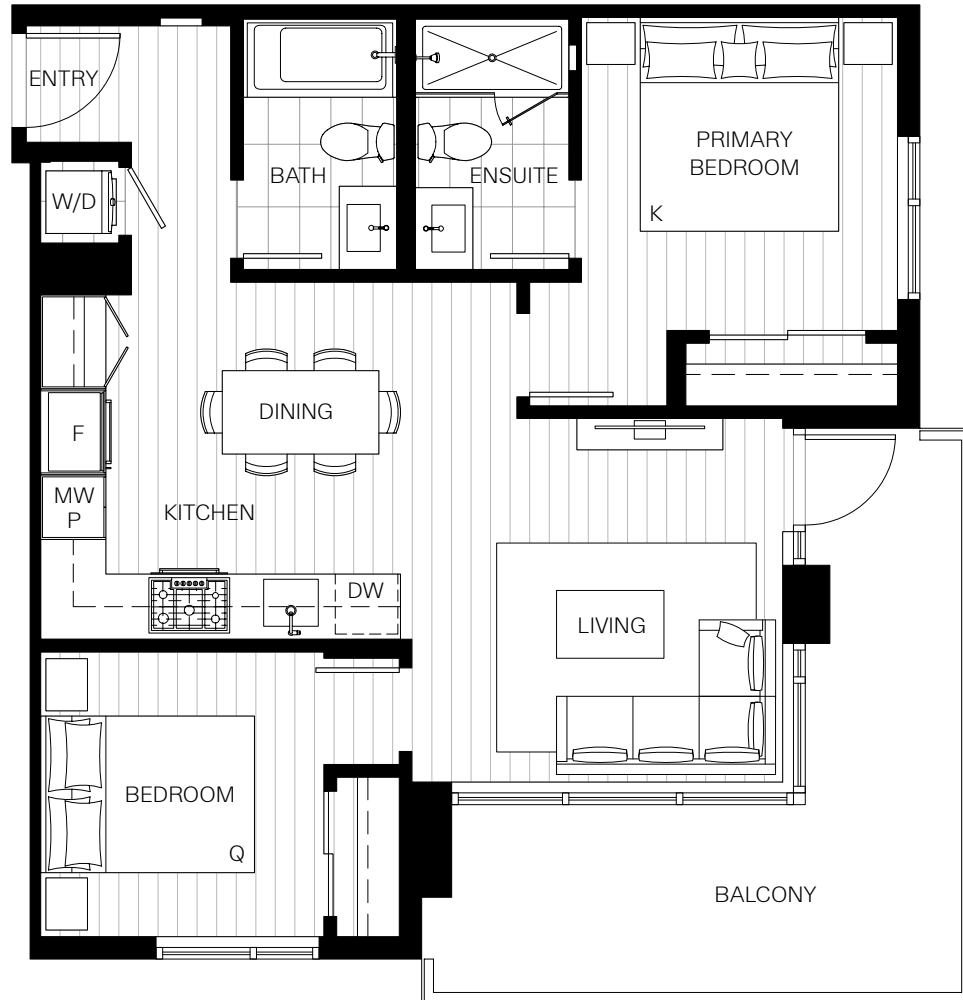 ENTRY
W/D
BATH
ENSUITE
PRIMARY
BEDROOM
K
DINING
F
MW
P
KITCHEN
DW
LIVING
BEDROOM
Q
BALCONY